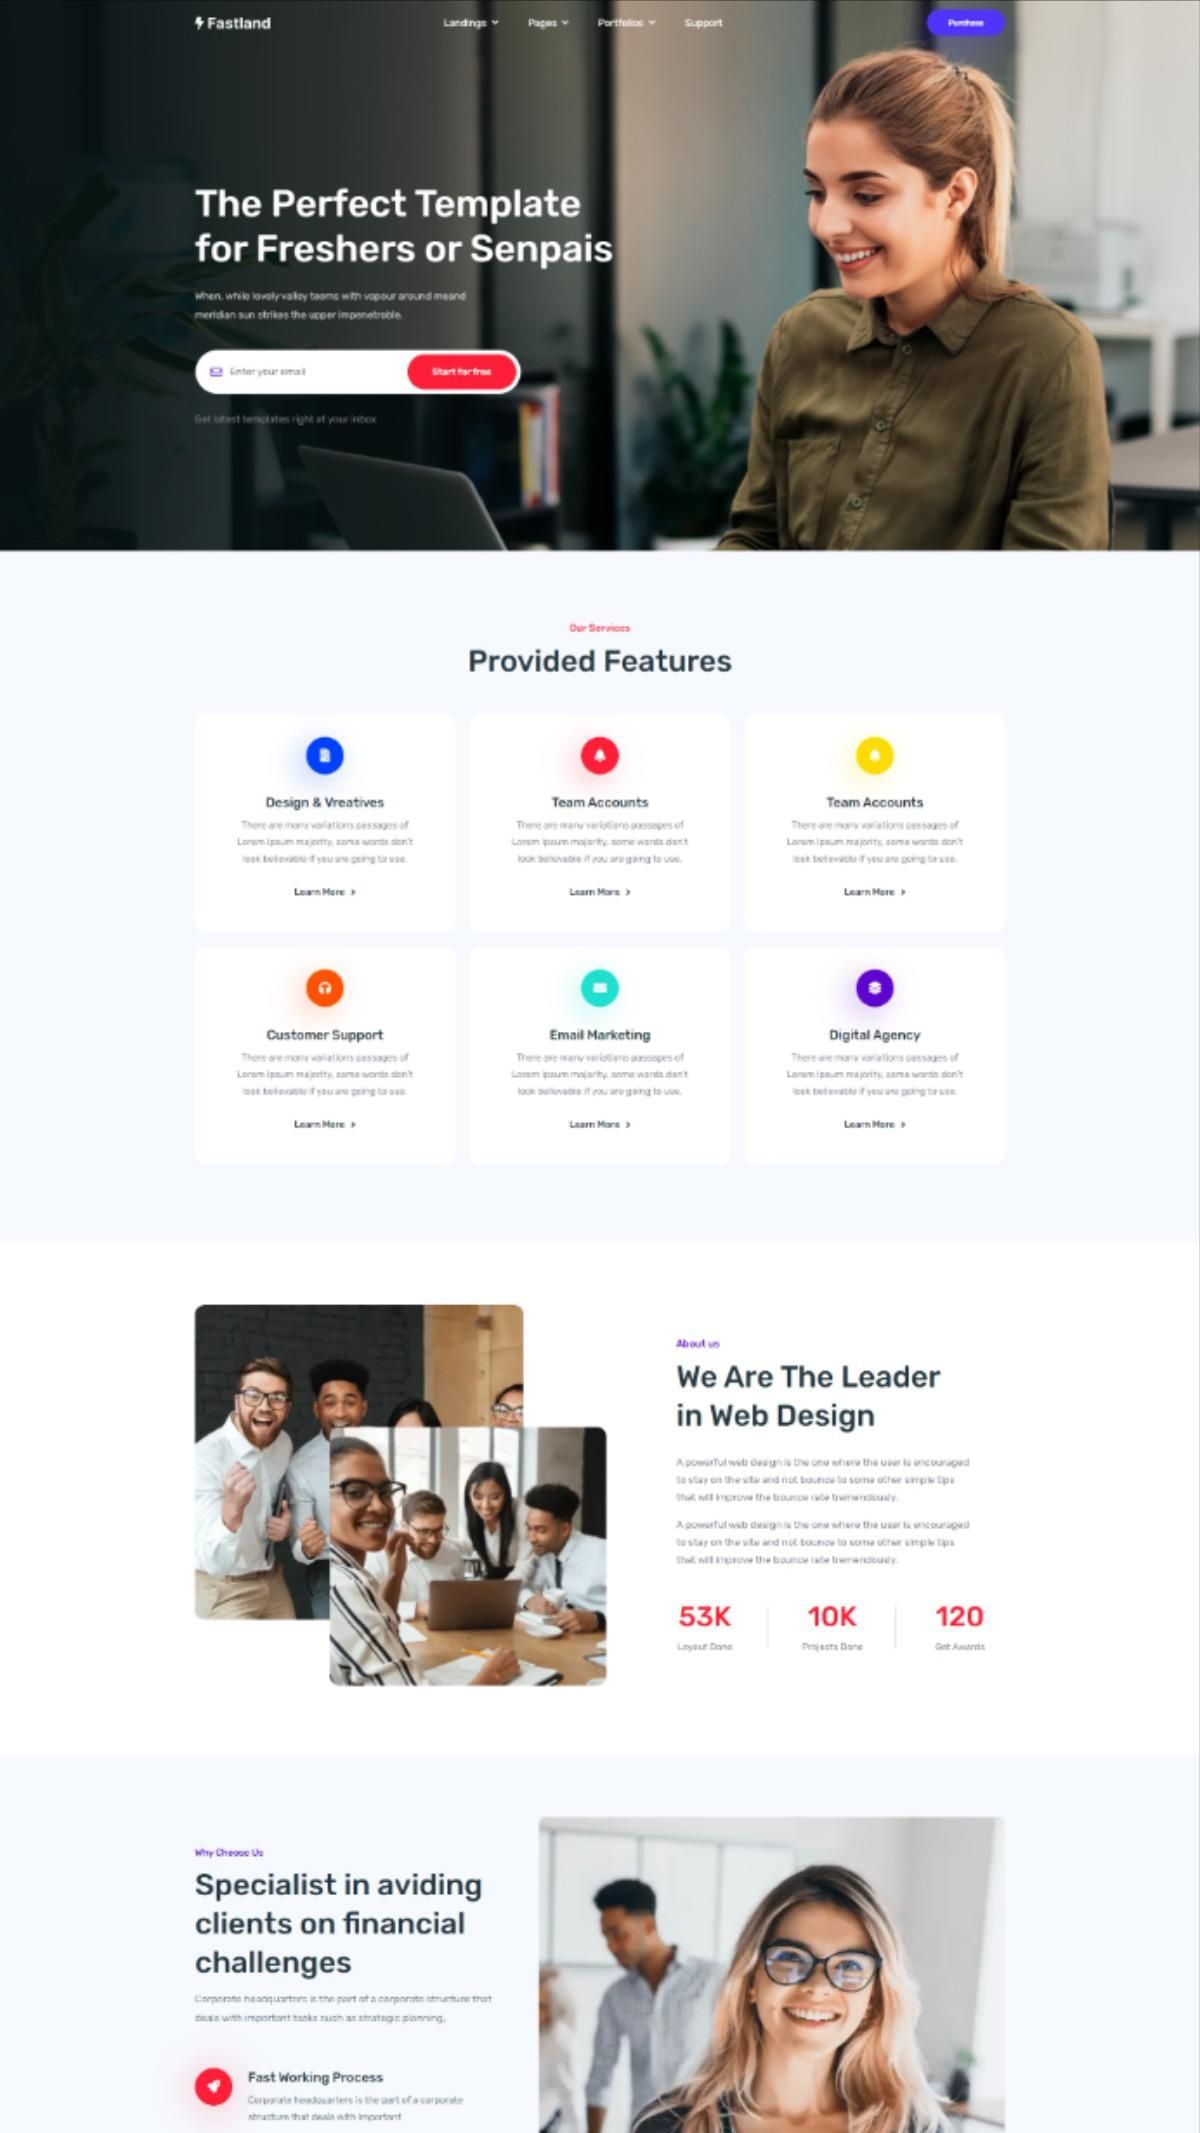 Fastland
Landings
Pages
Portfolios
Support
Purchase
The Perfect Template
for Freshers or Senpais
When, while lovely valley teems with vapour around meand
meridian sun strikes the upper impenetrable.
Enter your email
Start for free
Get latest templates right at your inbox
Our Services
Provided Features
Design & Vreatives
There are many variations passages of
Lorem Ipsum majority, some words don't
look believable if you are going to use.
Learn More
Team Accounts
There are many variations passages of
Lorem Ipsum majority, some words don't
look believable if you are going to use.
Learn More
Team Accounts
There are many variations passages of
Lorem Ipsum majority, some words don't
look believable if you are going to use.
Learn More
Customer Support
There are many variations passages of
Lorem Ipsum majority, some words don't
look believable if you are going to use.
Learn More
Email Marketing
There are many variations passages of
Lorem Ipsum majority, some words don't
look believable if you are going to use.
Learn More
Digital Agency
There are many variations passages of
Lorem Ipsum majority, some words don't
look believable if you are going to use.
Learn More
About us
We Are The Leader
in Web Design
A powerful web design is the one where the user is encouraged
to stay on the site and not bounce to some other simple tips
that will improve the bounce rate tremendously.
A powerful web design is the one where the user is encouraged
to stay on the site and not bounce to some other simple tips
that will improve the bounce rate tremendously.
53K
Layout Done
10K
Projects Done
120
Get Awards
Why Choose Us
Specialist in aviding
clients on financial
challenges
Corporate headquarters is the part of a corporate structure that
deals with important tasks such as strategic planning,
Fast Working Process
Corporate headquarters is the part of a corporate
structure that deals with important